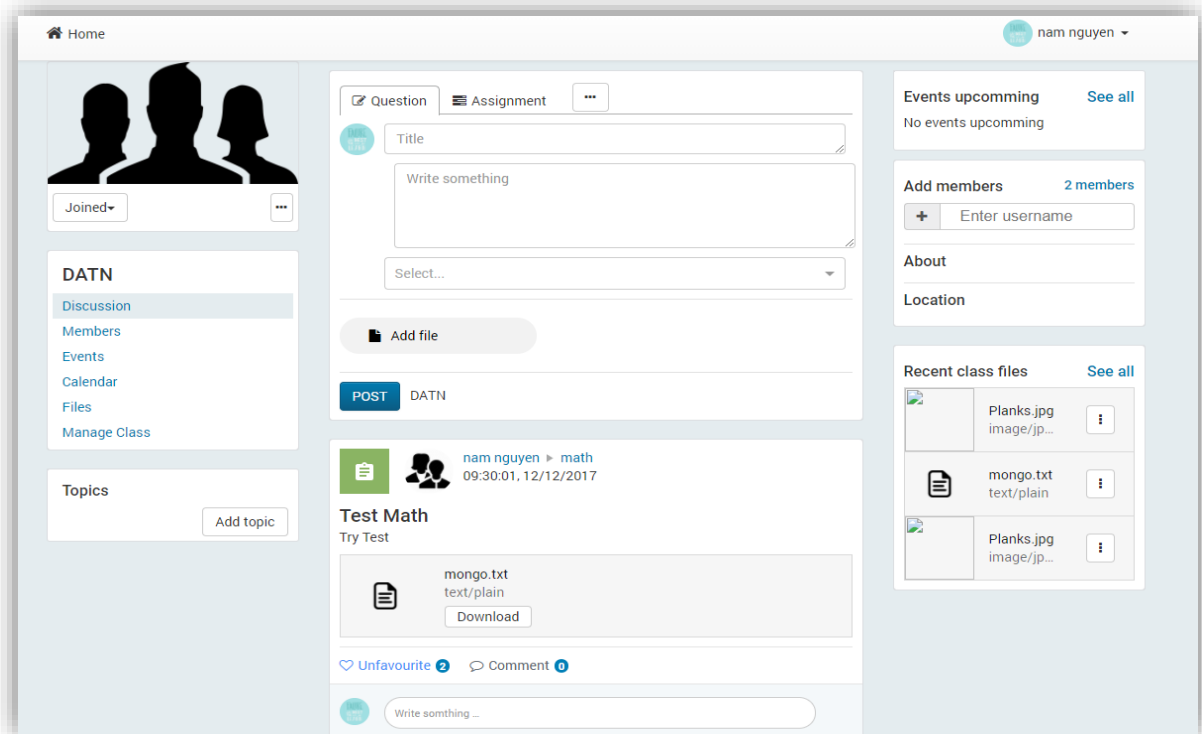 Home
nam nguyen
Joined
DATN
Discussion
Members
Events
Calendar
Files
Manage Class
Topics
Add topic
Question
Assignment
Title
Write something
Select...
Add file
POST DATN
nam nguyen math
09:30:01, 12/12/2017
Test Math
Try Test
mongo.txt
text/plain
Download
Unfavourite 2 Comment 0
Write somthing ...
Events upcomming See all
No events upcomming
Add members 2 members
+ Enter username
About
Location
Recent class files See all
Planks.jpg
image/jp...
mongo.txt
text/plain
Planks.jpg
image/jp...